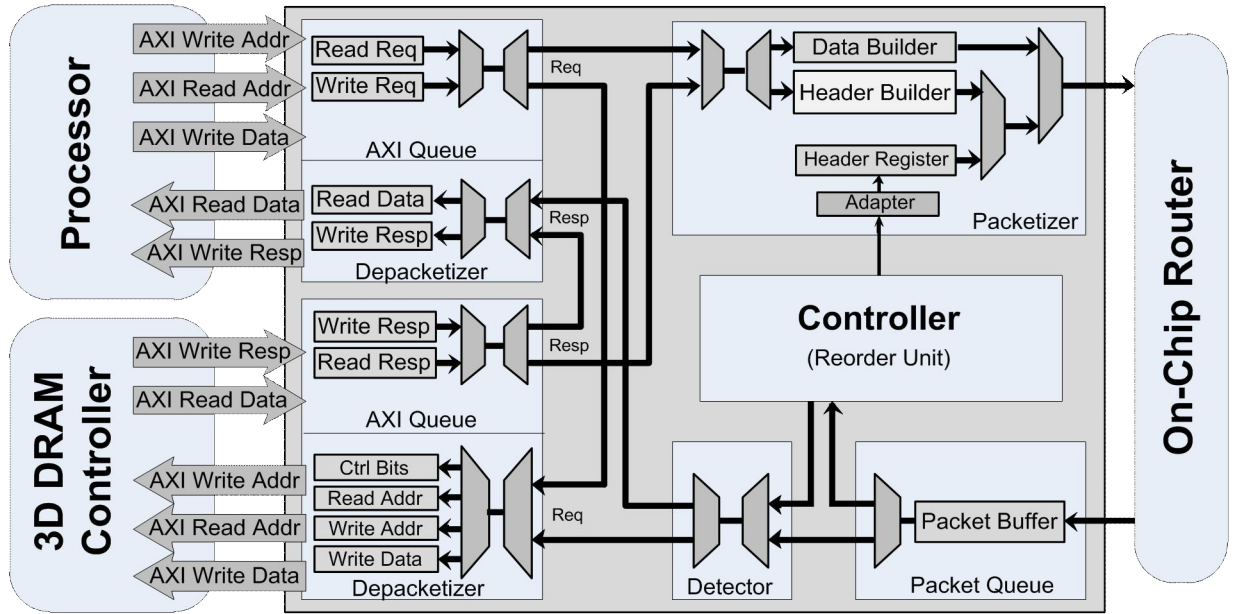 Processor
AXI Write Addr
AXI Read Addr
AXI Write Data
AXI Read Data
AXI Write Resp
Read Req
Write Req
Req
AXI Queue
Read Data
Write Resp
Resp
Depacketizer
3D DRAM
Controller
AXI Write Resp
AXI Read Data
AXI Write Addr
AXI Read Addr
AXI Write Data
Write Resp
Read Resp
Resp
AXI Queue
Ctrl Bits
Read Addr
Write Addr
Write Data
Req
Depacketizer
Data Builder
Header Builder
Header Register
Adapter
Packetizer
Controller
(Reorder Unit)
Detector
Packet Buffer
Packet Queue
On-Chip Router